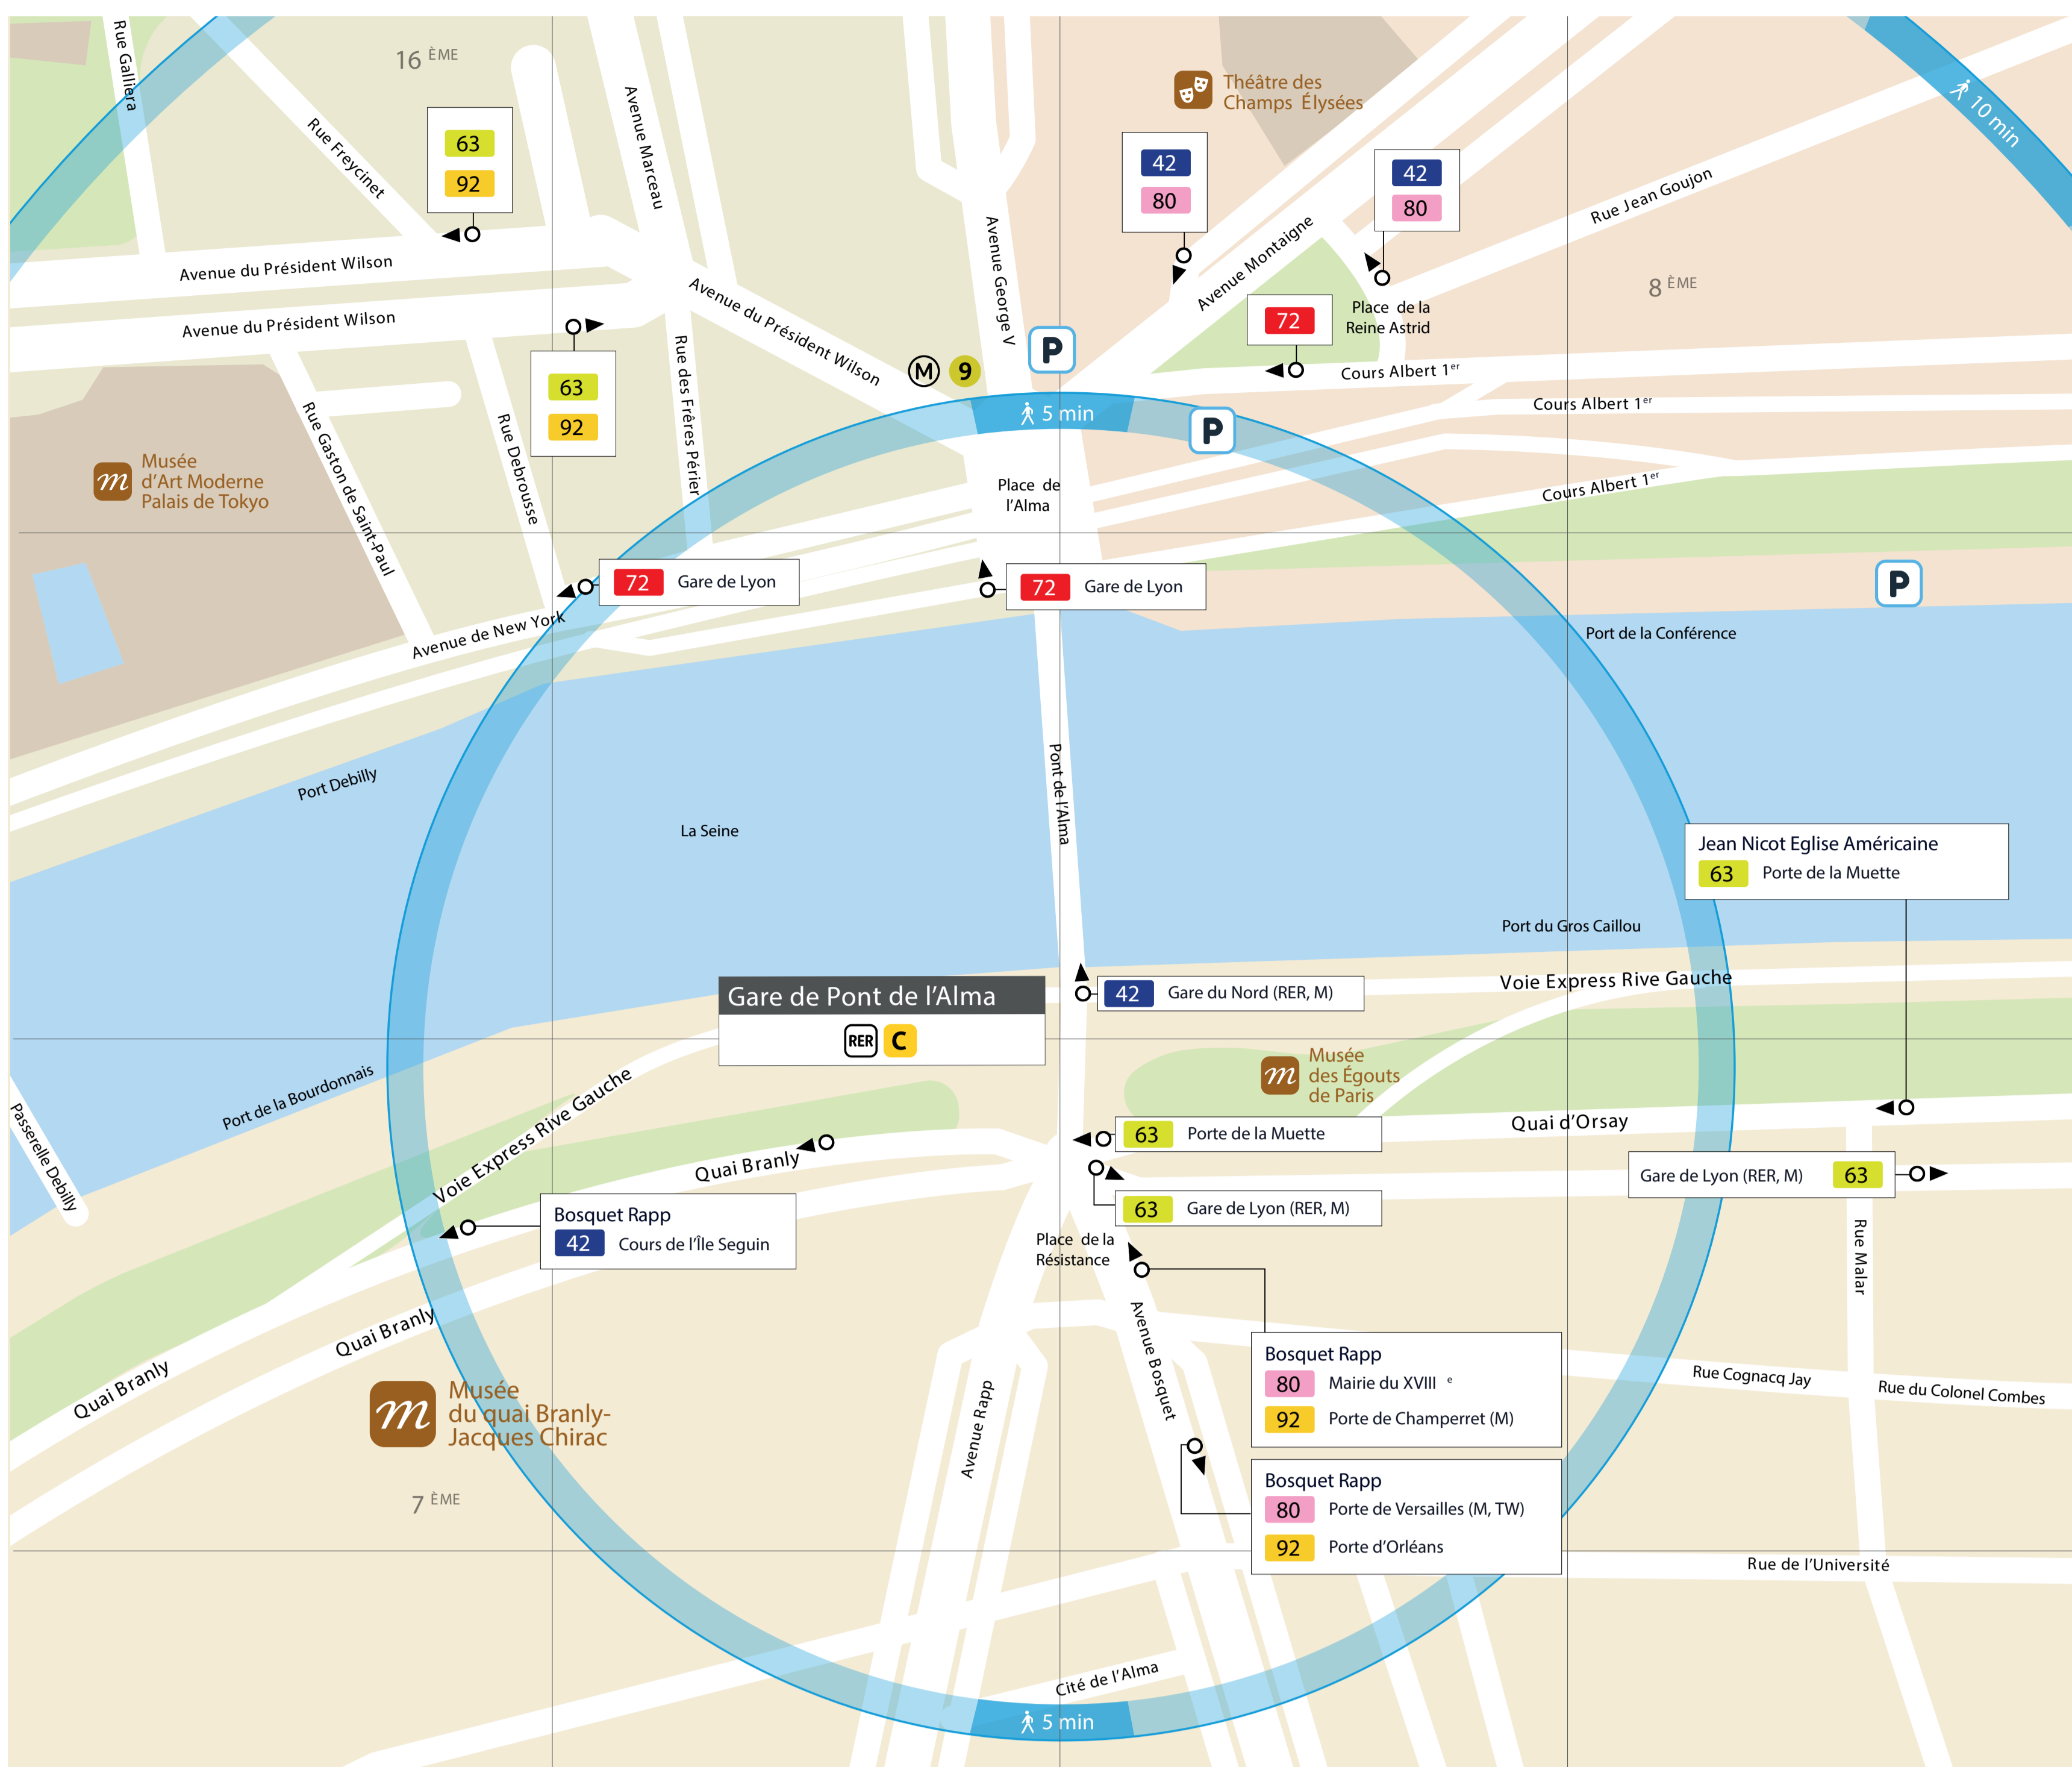 Rue Galliera
16 ÈME
Rue Freycinet
63
92
Avenue Marceau
Avenue George V
Théâtre des
Champs Élysées
42
80
42
80
10 min
Rue Jean Goujon
8 ÈME
Avenue Montaigne
Place de la
Reine Astrid
72
Avenue du Président Wilson
Avenue du Président Wilson
Avenue du Président Wilson
63
92
Rue des Frêres Périer
M 9
P
5 min
P
Cours Albert 1er
Cours Albert 1er
Cours Albert 1er
Musée
d'Art Moderne
Palais de Tokyo
Rue Gaston de Saint-Paul
Rue Debrousse
Place de
l'Alma
72 Gare de Lyon
72 Gare de Lyon
P
Avenue de New York
Port de la Conférence
Port Debilly
La Seine
Pont de l'Alma
Jean Nicot Eglise Américaine
63 Porte de la Muette
Port du Gros Caillou
Gare de Pont de l'Alma
RER C
42 Gare du Nord (RER, M)
Voie Express Rive Gauche
Musée
des Égouts
de Paris
Port de la Bourdonnais
Passerelle Debilly
Voie Express Rive Gauche
Quai Branly
63 Porte de la Muette
Quai d'Orsay
63 Gare de Lyon (RER, M)
Gare de Lyon (RER, M) 63
Bosquet Rapp
42 Cours de l'Île Seguin
Place de la
Résistance
Rue Malar
Quai Branly
Quai Branly
Avenue Bosquet
Bosquet Rapp
80 Mairie du XVIII e
92 Porte de Champerret (M)
Rue Cognacq Jay
Rue du Colonel Combes
Musée
du quai Branly-
Jacques Chirac
Avenue Rapp
7 ÈME
Bosquet Rapp
80 Porte de Versailles (M, TW)
92 Porte d'Orléans
Rue de l'Université
Cité de l'Alma
5 min